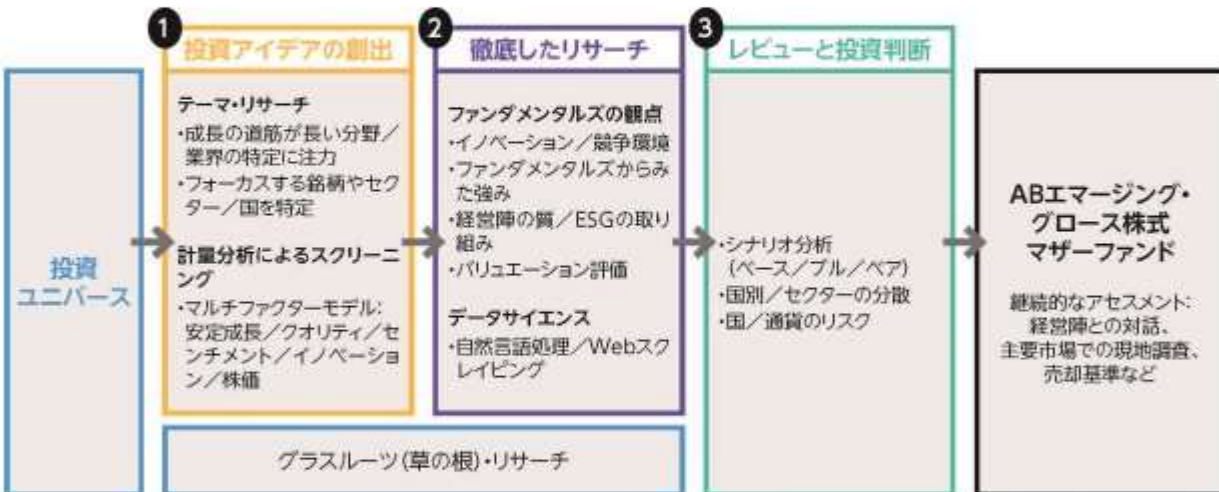 投資
ユニバース
1
投資アイデアの創出
テーマ・リサーチ
・成長の道筋が長い分野/
業界の特定に注力
・フォーカスする銘柄やセク
ター/国を特定
計量分析によるスクリーニ
ング
・マルチファクターモデル:
安定成長/クオリティ/セ
ンチメント/イノベーショ
ン/株価
2
徹底したリサーチ
ファンダメンタルズの観点
・イノベーション/競争環境
・ファンダメンタルズからみ
た強み
・経営陣の質/ESGの取り
組み
・バリュエーション評価
データサイエンス
・自然言語処理/Webスク
レイピング
グラスルーツ(草の根)・リサーチ
3
レビューと投資判断
・シナリオ分析
(ベース/ブル/ベア)
・国別/セクターの分散
・国/通貨のリスク
ABエマージング・
グロース株式
マザーファンド
継続的なアセスメント:
経営陣との対話、
主要市場での現地調査、
売却基準など